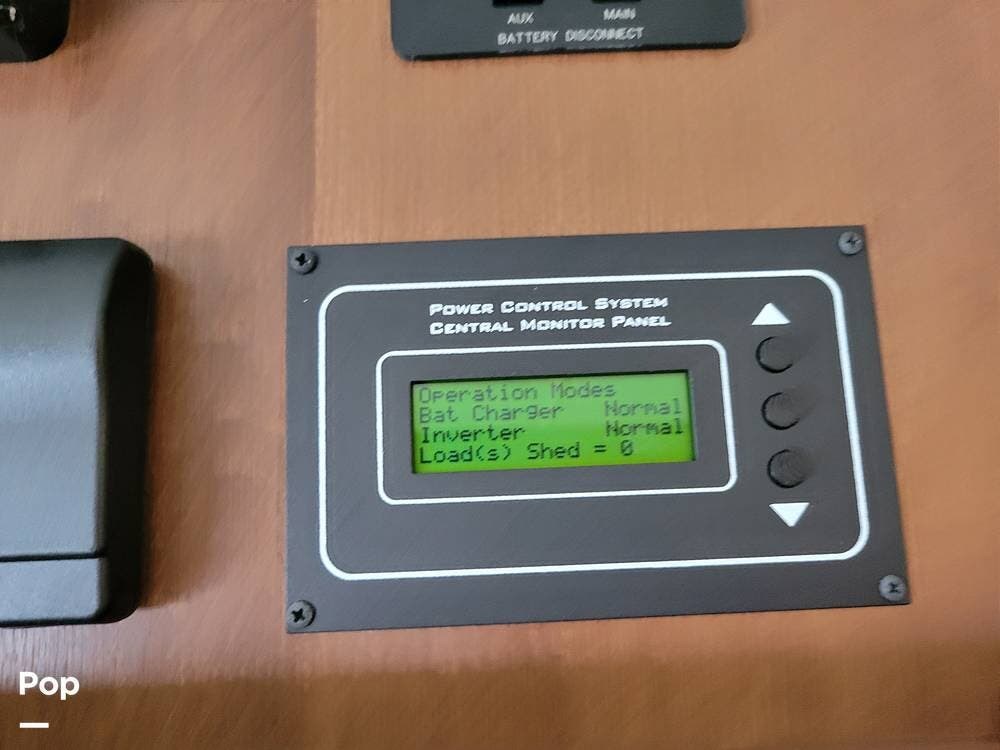 AUX MAIN
BATTERY DISCONNECT
POWER CONTROL SYSTEM
CENTRAL MONITOR PANEL
Operation Modes
Bat Charger Normal
Inverter Normal
Load(s) Shed = 0
Pop